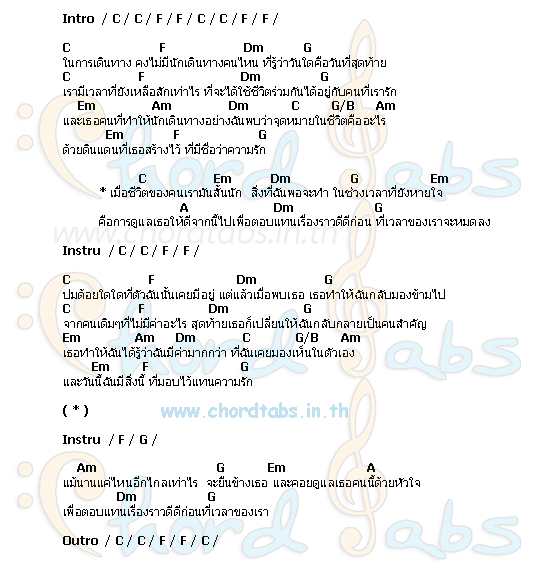 Intro / C / C / F / F / C / C / F / F /
C F Dm G
ในการเดินทาง คงไม่มีนักเดินทางคนไหน ที่รู้ว่าวันใดคือวันที่สุดท้าย
C F Dm G
เรามีเวลาที่ยังเหลือสักเท่าไร ที่จะได้ใช้ชีวิตร่วมกันได้อยู่กับคนที่เรารัก
Em Am Dm C G/B Am
และเธอคนที่ทำให้นักเดินทางอย่างฉันพบว่าจุดหมายในชีวิตคืออะไร
Em F G
ด้วยดินแดนที่เธอสร้างไว้ ที่มีชื่อว่าความรัก
C Em Dm G Em
* เมื่อชีวิตของคนเรามันสั้นนัก สิ่งที่ฉันพอจะทำ ในช่วงเวลาที่ยังหายใจ
A Dm G
คือการดูแลเธอให้ดีจากนี้ไปเพื่อตอบแทนเรื่องราวดีดีก่อน ที่เวลาของเราจะหมดลง
www.chordtabs.in.th
Instru / C / C / F / F /
C F Dm G
ปมด้อยใดใดที่ตัวฉันนั้นเคยมีอยู่ แต่แล้วเมื่อพบเธอ เธอทำให้ฉันกลับมองข้ามไป
C F Dm G
จากคนเดิมๆที่ไม่มีค่าอะไร สุดท้ายเธอก็เปลี่ยนให้ฉันกลับกลายเป็นคนสำคัญ
Em Am Dm C G/B Am
เธอทำให้ฉันได้รู้ว่าฉันมีค่ามากกว่า ที่ฉันเคยมองเห็นในตัวเอง
Em F G
และวันนี้ฉันมีสิ่งนี้ ที่มอบไว้แทนความรัก
( * ) www.chordtabs.in.th
Instru / F / G /
Am G Em A
แม้นานแค่ไหนอีกไกลเท่าไร จะยืนข้างเธอ และคอยดูแลเธอคนนี้ด้วยหัวใจ
Dm G
เพื่อตอบแทนเรื่องราวดีดีก่อนที่เวลาของเรา
Outro / C / C / F / F / C /